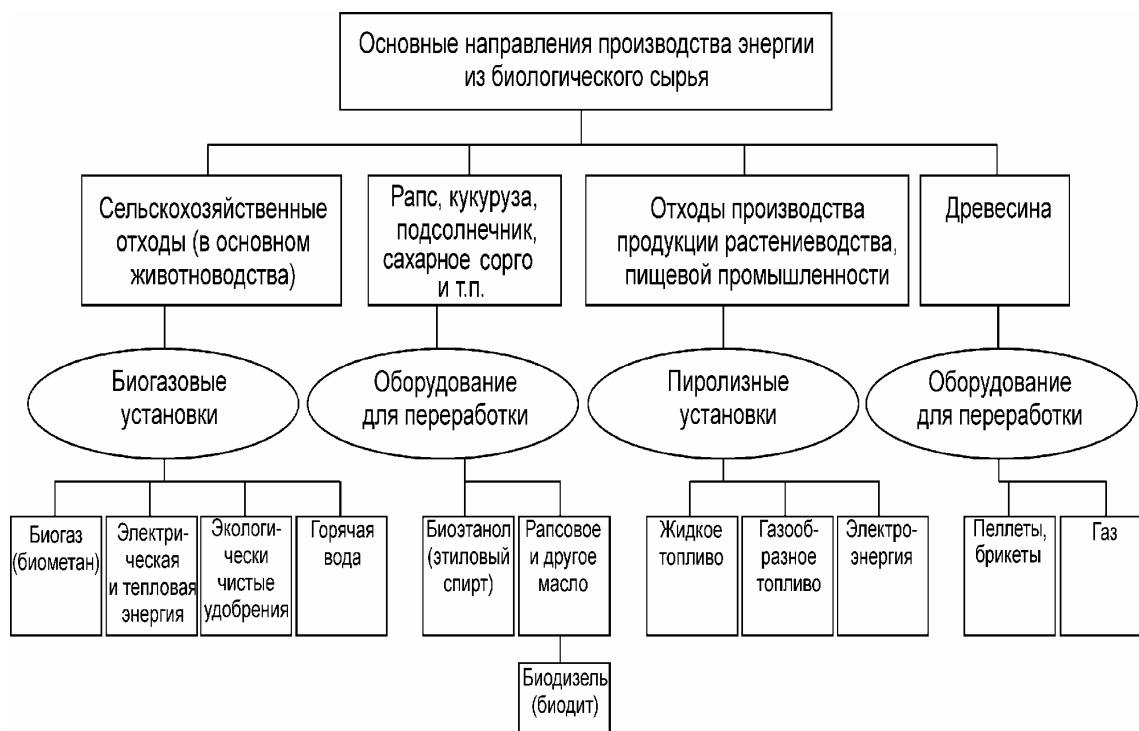 Основные направления производства энергии
из биологического сырья
Сельскохозяйственные
отходы (в основном
животноводства)
Рапс, кукуруза,
подсолнечник,
сахарное сорго
и т.п.
Отходы производства
продукции растениеводства,
пищевой промышленности
Древесина
Биогазовые
установки
Оборудование
для переработки
Пиролизные
установки
Оборудование
для переработки
Биогаз
(биометан)
Электри-
ческая
и тепловая
энергия
Экологи-
чески
чистые
удобрения
Горячая
вода
Биоэтанол
(этиловый
спирт)
Рапсовое
и другое
масло
Жидкое
топливо
Газооб-
разное
топливо
Электро-
энергия
Пеллеты,
брикеты
Газ
Биодизель
(биодит)